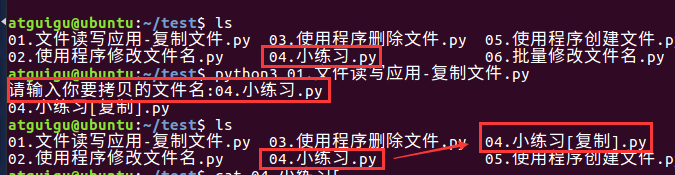 atguigu@ubuntu:~/test$ ls
01.文件读写应用-复制文件.py 03.使用程序删除文件.py 05.使用程序创建文件.py
02.使用程序修改文件名.py 04.小练习.py 06.批量修改文件名.py
atguigu@ubuntu:~/test$ python3 01.文件读写应用-复制文件.py
请输入你要拷贝的文件名:04.小练习.py
04.小练习[复制].py
atguigu@ubuntu:~/test$ ls
01.文件读写应用-复制文件.py 03.使用程序删除文件.py 04.小练习[复制].py
02.使用程序修改文件名.py 04.小练习.py 05.使用程序创建文件.py
atguigu@ubuntu:~/test$ cat 04.小练习[